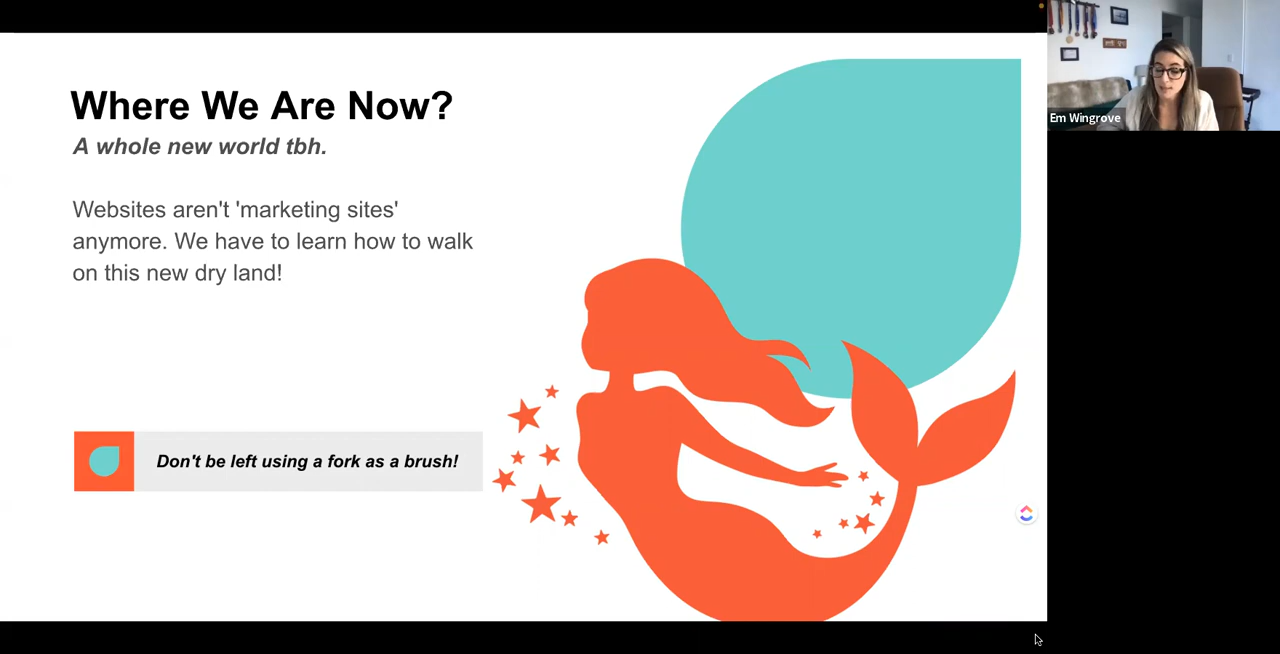 Where We Are Now?
A whole new world tbh.
Websites aren't 'marketing sites'
anymore. We have to learn how to walk
on this new dry land!
Don't be left using a fork as a brush!
Em Wingrove